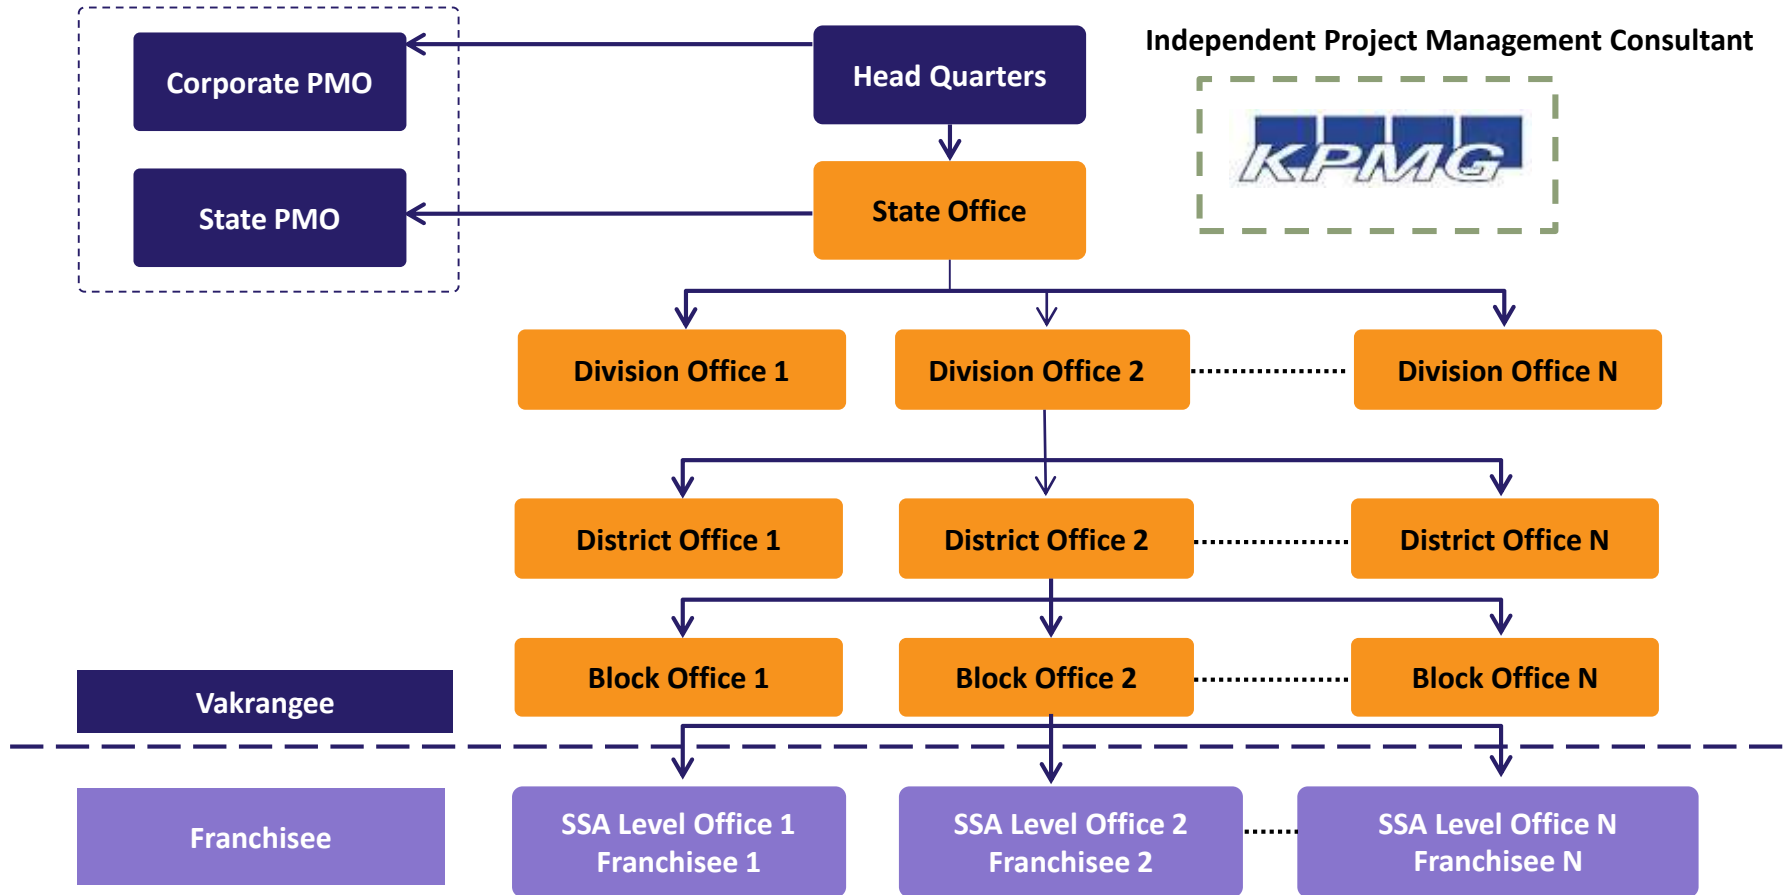 Independent Project Management Consultant
Corporate PMO
Head Quarters
KPMG
State PMO
State Office
Division Office 1
Division Office 2
Division Office N
District Office 1
District Office 2
District Office N
Block Office 1
Block Office 2
Block Office N
Vakrangee
Franchisee
SSA Level Office 1
Franchisee 1
SSA Level Office 2
Franchisee 2
SSA Level Office N
Franchisee N